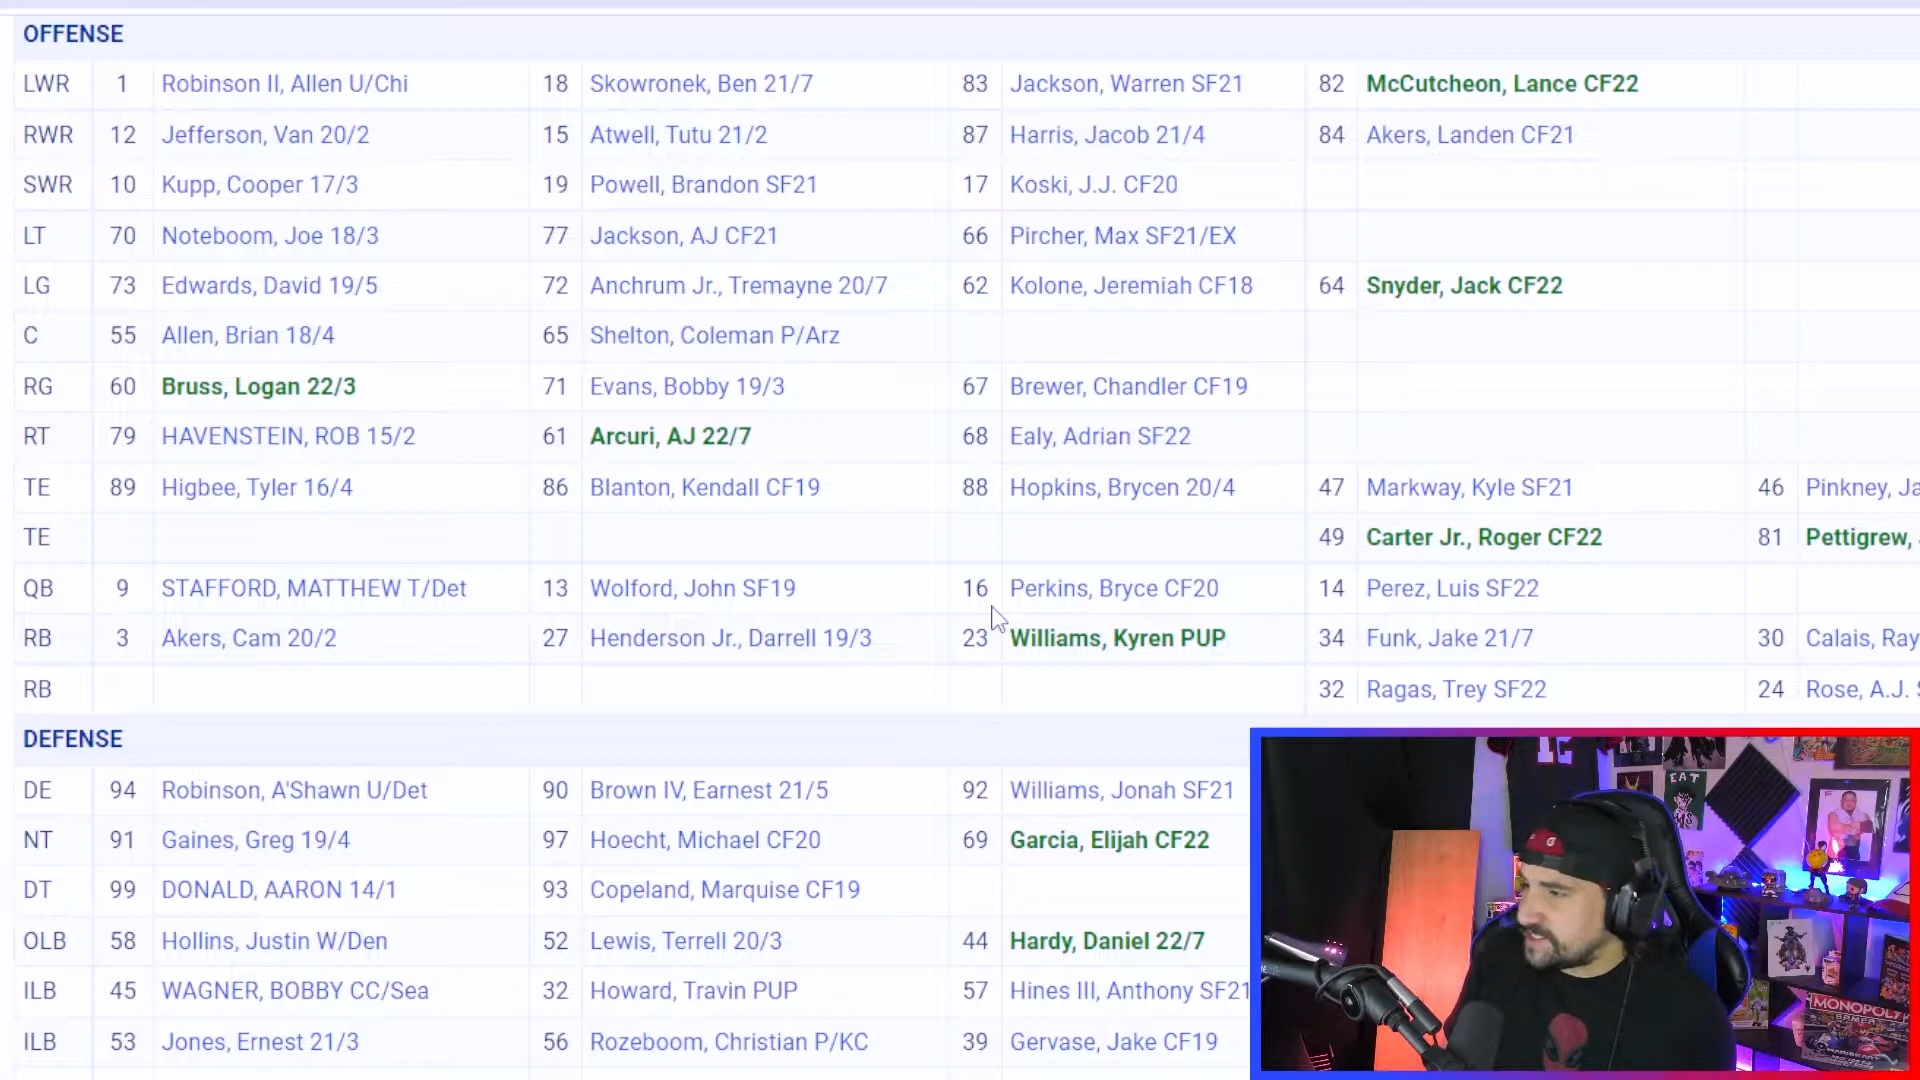 OFFENSE
LWR 1 Robinson II, Allen U/Chi 18 Skowronek, Ben 21/7 83 Jackson, Warren SF21 82 McCutcheon, Lance CF22
RWR 12 Jefferson, Van 20/2 15 Atwell, Tutu 21/2 87 Harris, Jacob 21/4 84 Akers, Landen CF21
SWR 10 Kupp, Cooper 17/3 19 Powell, Brandon SF21 17 Koski, J.J. CF20
LT 70 Noteboom, Joe 18/3 77 Jackson, AJ CF21 66 Pircher, Max SF21/EX
LG 73 Edwards, David 19/5 72 Anchrum Jr., Tremayne 20/7 62 Kolone, Jeremiah CF18 64 Snyder, Jack CF22
C 55 Allen, Brian 18/4 65 Shelton, Coleman P/Arz
RG 60 Bruss, Logan 22/3 71 Evans, Bobby 19/3 67 Brewer, Chandler CF19
RT 79 HAVENSTEIN, ROB 15/2 61 Arcuri, AJ 22/7 68 Ealy, Adrian SF22
TE 89 Higbee, Tyler 16/4 86 Blanton, Kendall CF19 88 Hopkins, Brycen 20/4 47 Markway, Kyle SF21 46 Pinkney, Ja
TE 49 Carter Jr., Roger CF22 81 Pettigrew,
QB 9 STAFFORD, MATTHEW T/Det 13 Wolford, John SF19 16 Perkins, Bryce CF20 14 Perez, Luis SF22
RB 3 Akers, Cam 20/2 27 Henderson Jr., Darrell 19/3 23 Williams, Kyren PUP 34 Funk, Jake 21/7 30 Calais, Ray
RB 32 Ragas, Trey SF22 24 Rose, A.J.
DEFENSE
DE 94 Robinson, A'Shawn U/Det 90 Brown IV, Earnest 21/5 92 Williams, Jonah SF21
NT 91 Gaines, Greg 19/4 97 Hoecht, Michael CF20 69 Garcia, Elijah CF22
DT 99 DONALD, AARON 14/1 93 Copeland, Marquise CF19
OLB 58 Hollins, Justin W/Den 52 Lewis, Terrell 20/3 44 Hardy, Daniel 22/7
ILB 45 WAGNER, BOBBY CC/Sea 32 Howard, Travin PUP 57 Hines III, Anthony SF21
ILB 53 Jones, Ernest 21/3 56 Rozeboom, Christian P/KC 39 Gervase, Jake CF19
EAT
MONOPOLY
GAMER